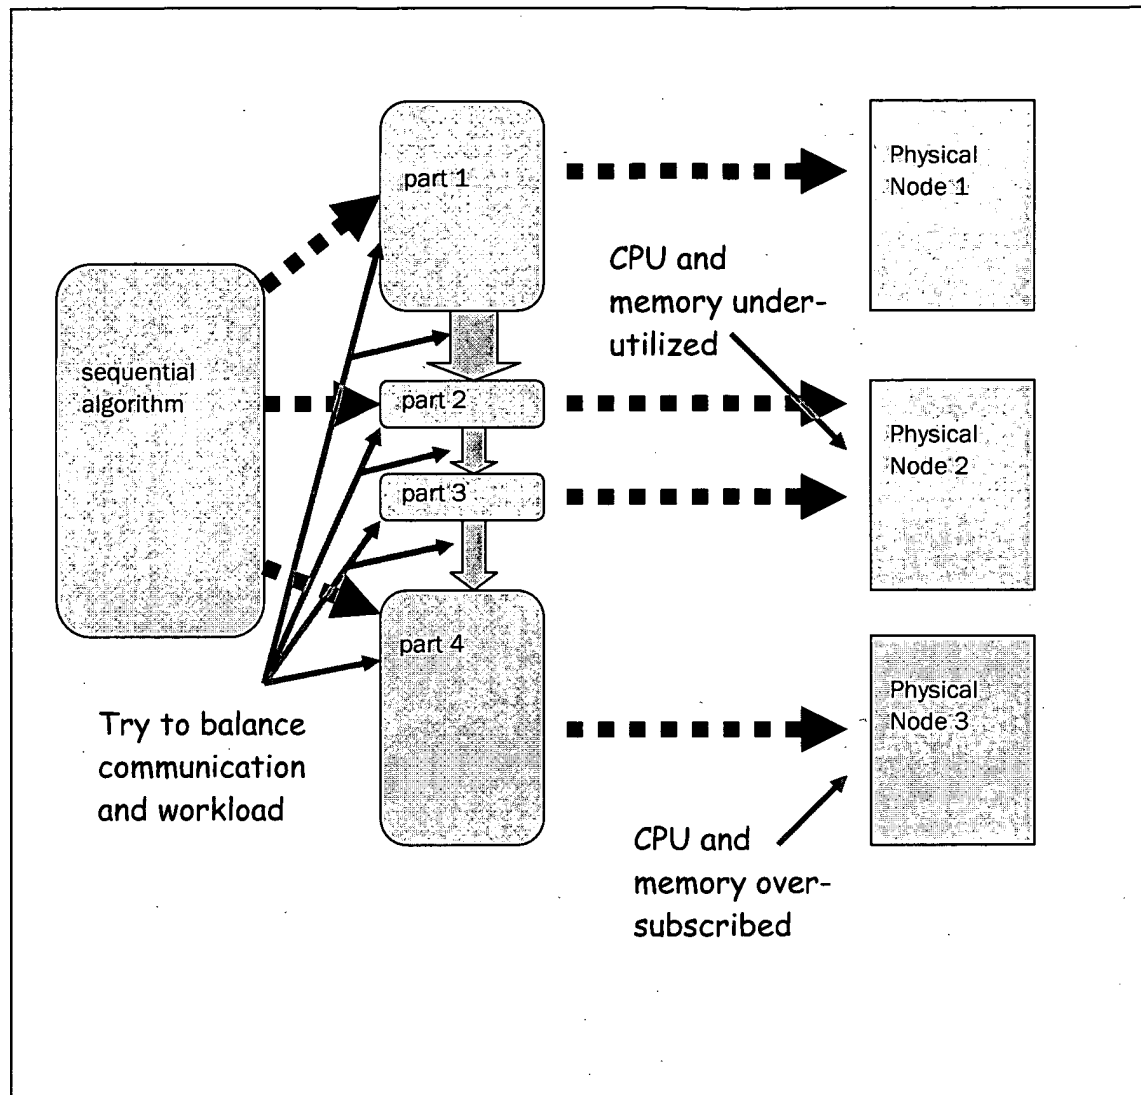 part 1
Physical
Node 1
CPU and
memory under-
utilized
sequential
algorithm
part 2
Physical
Node 2
part 3
part 4
Physical
Node 3
Try to balance
communication
and workload
CPU and
memory over-
subscribed